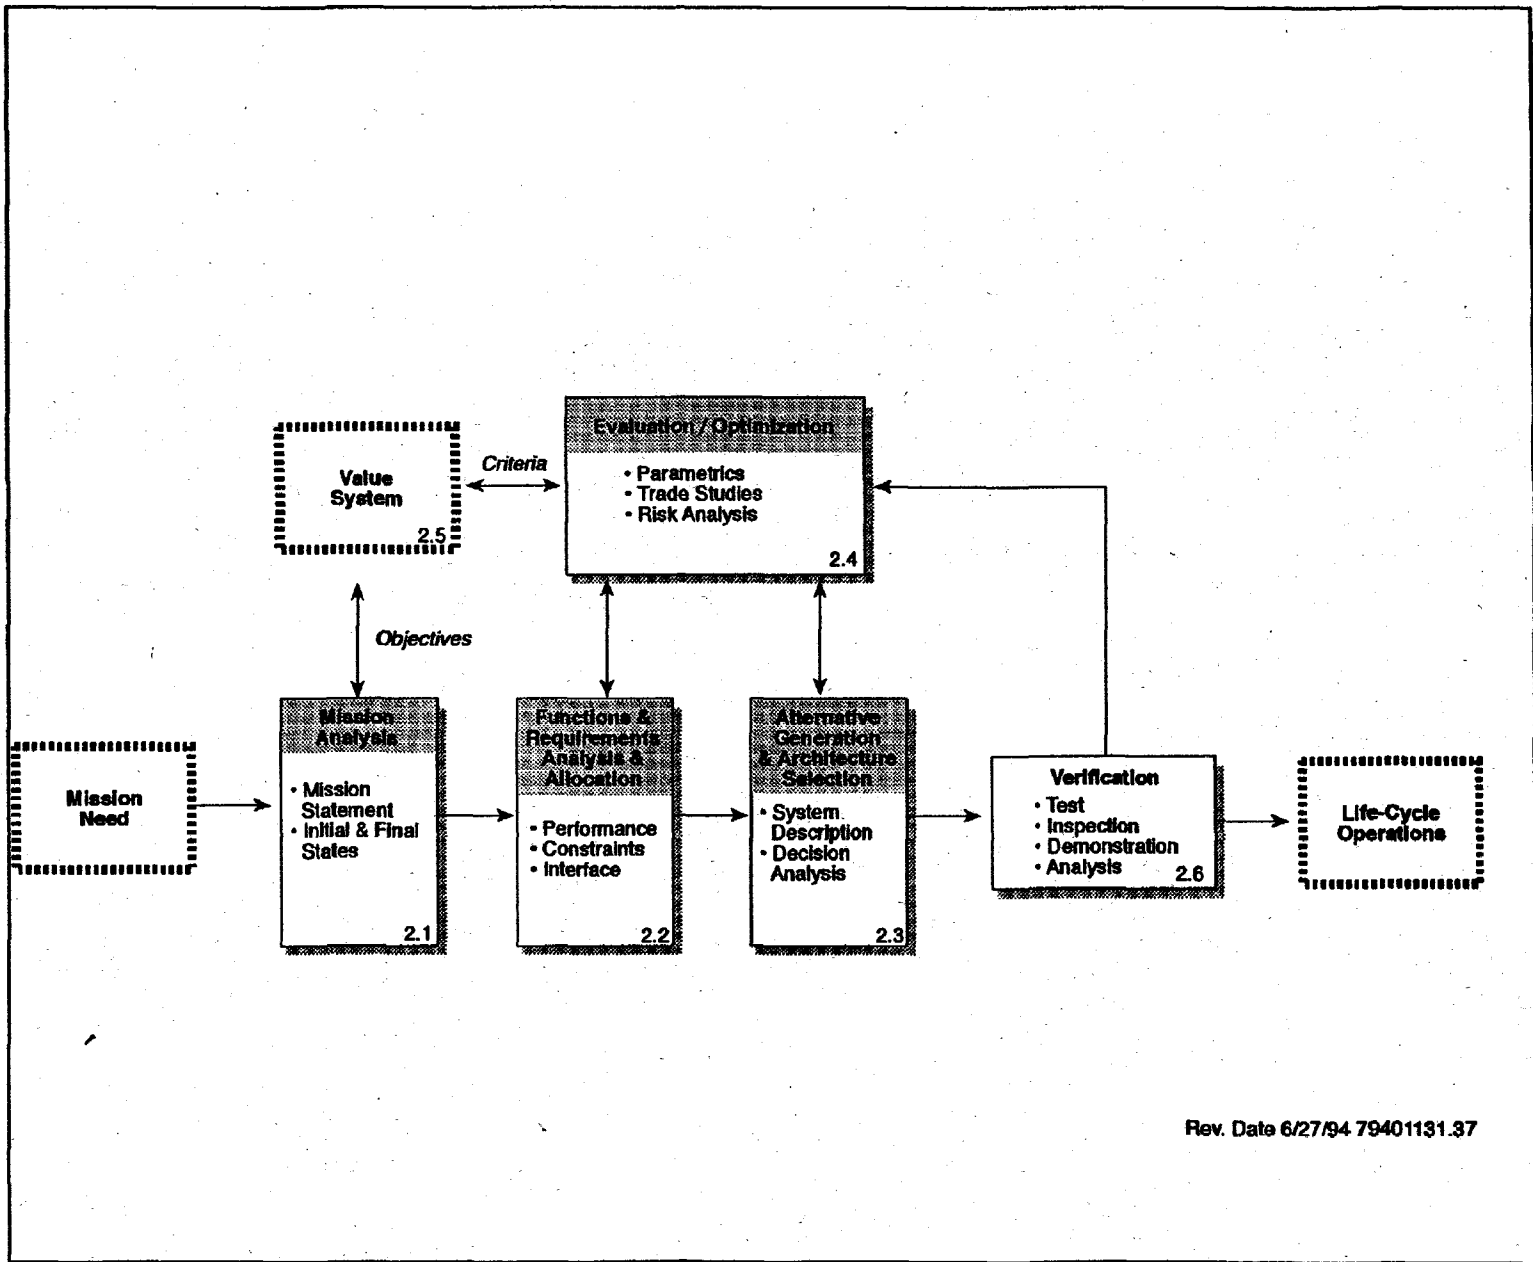 Evaluation / Optimization
• Parametrics
• Trade Studies
• Risk Analysis
2.4
Criteria
Value
System
2.5
Objectives
Mission
Need
Mission
Analysis
• Mission
Statement
• Initial & Final
States
2.1
Functions &
Requirements
Analysis &
Allocation
• Performance
• Constraints
• Interface
2.2
Alternative
Generation
& Architecture
Selection
• System
Description
• Decision
Analysis
2.3
Verification
• Test
• Inspection
• Demonstration
• Analysis
2.6
Life-Cycle
Operations
Rev. Date 6/27/94 79401131.37